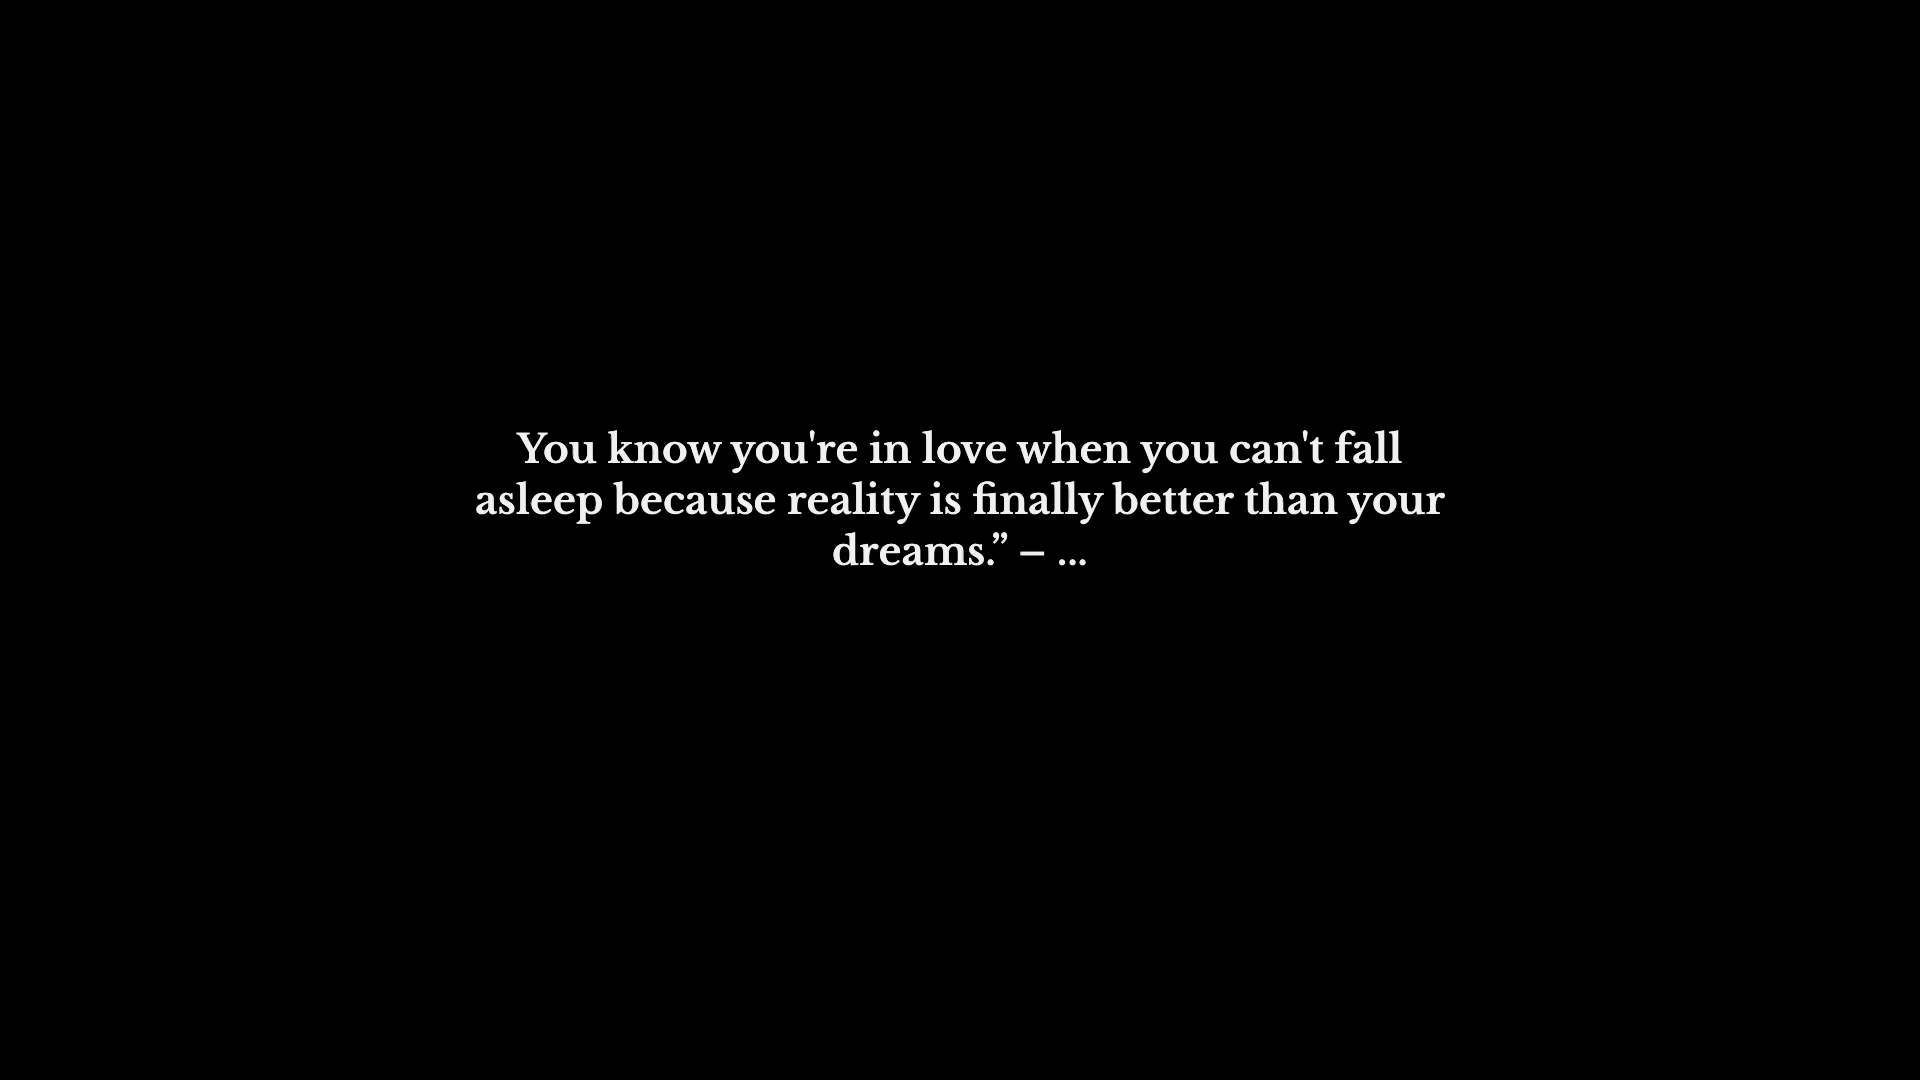 You know you're in love when you can't fall
asleep because reality is finally better than your
dreams.” – ...